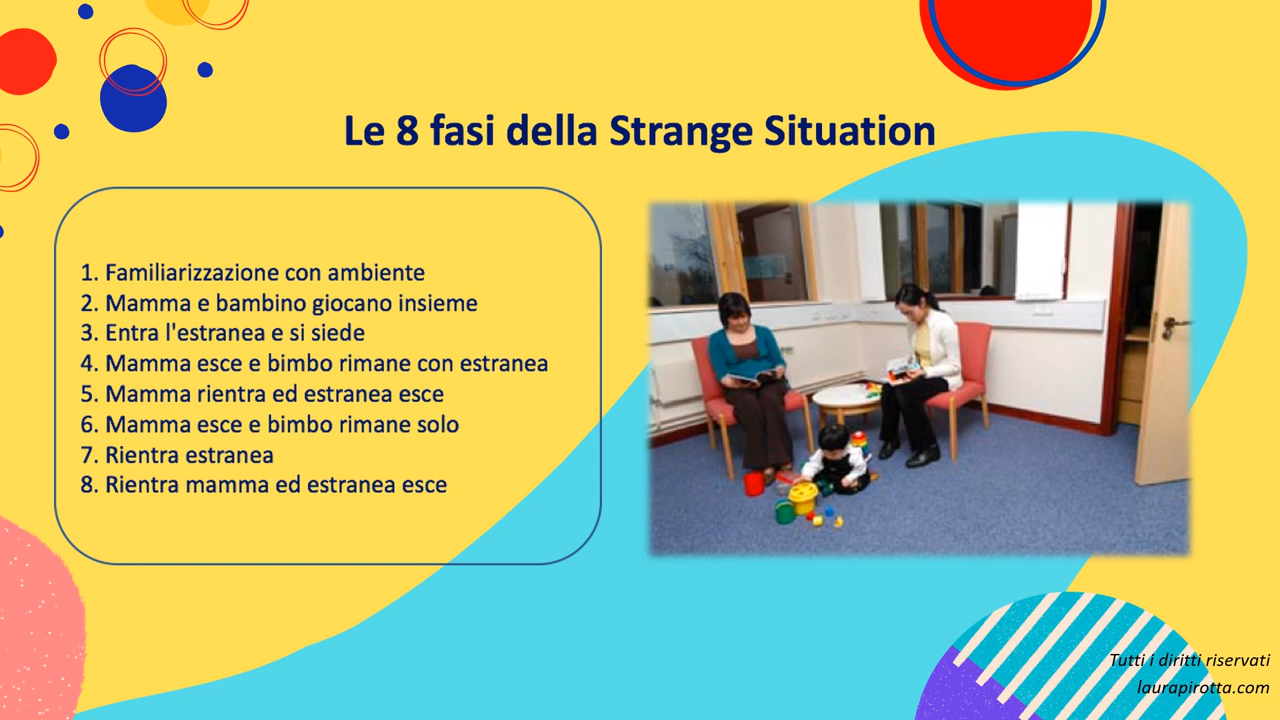 Le 8 fasi della Strange Situation
1. Familiarizzazione con ambiente
2. Mamma e bambino giocano insieme
3. Entra l'estranea e si siede
4. Mamma esce e bimbo rimane con estranea
5. Mamma rientra ed estranea esce
6. Mamma esce e bimbo rimane solo
7. Rientra estranea
8. Rientra mamma ed estranea esce
Tutti i diritti riservati
laurapirotta.com